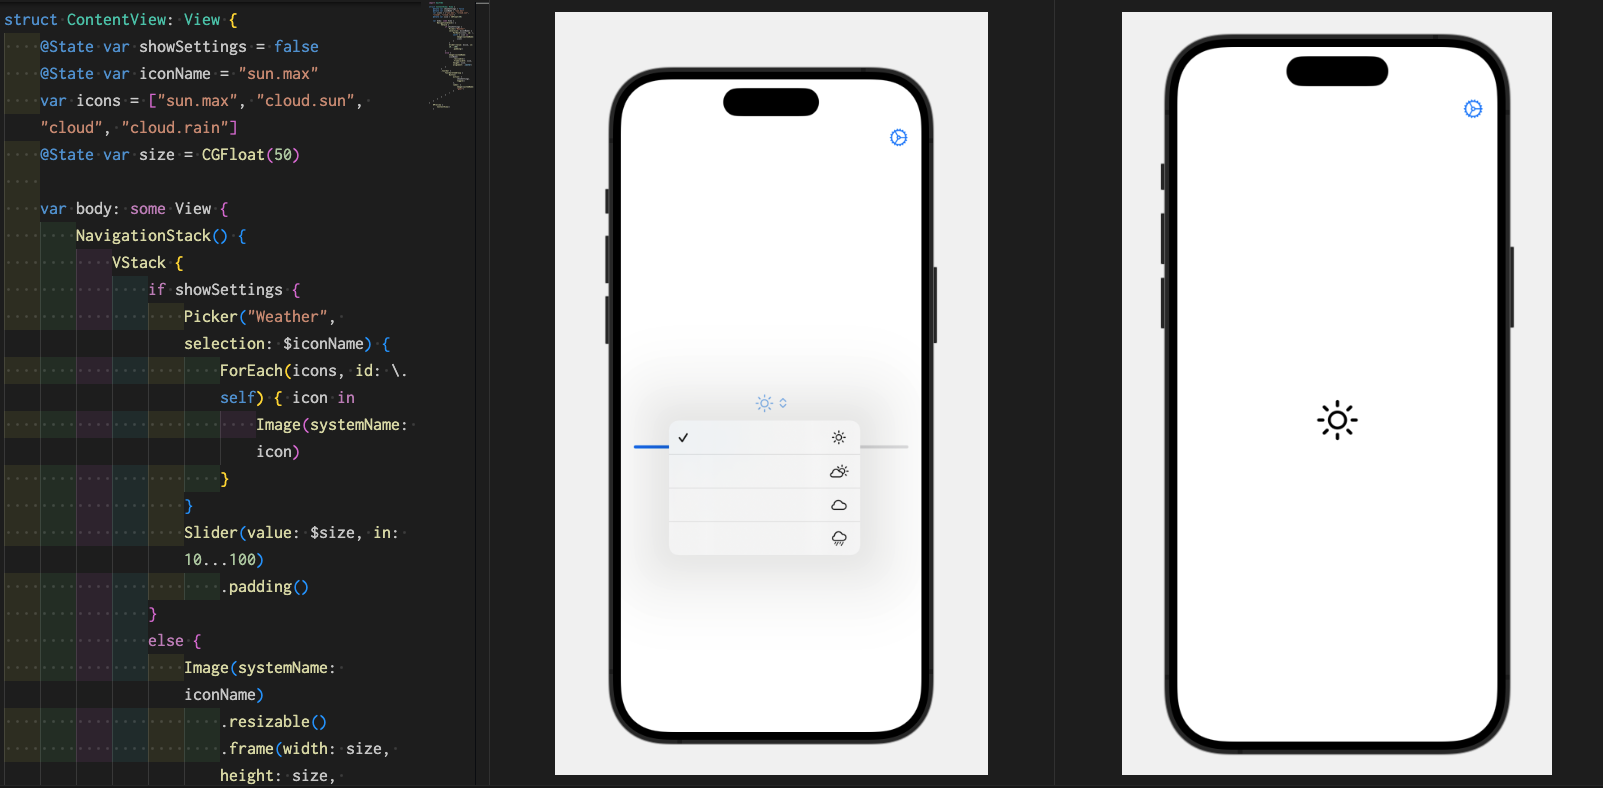 struct ContentView: View {
@State var showSettings = false
@State var iconName = "sun.max"
var icons = ["sun.max", "cloud.sun",
"cloud", "cloud.rain"]
@State var size = CGFloat(50)
var body: some View {
NavigationStack() {
VStack {
if showSettings {
Picker("Weather",
selection: $iconName) {
ForEach(icons, id: \.
self) { icon in
Image(systemName:
icon)
}
}
Slider(value: $size, in:
10...100)
.padding()
}
else {
Image(systemName:
iconName)
.resizable()
.frame(width: size,
height: size,